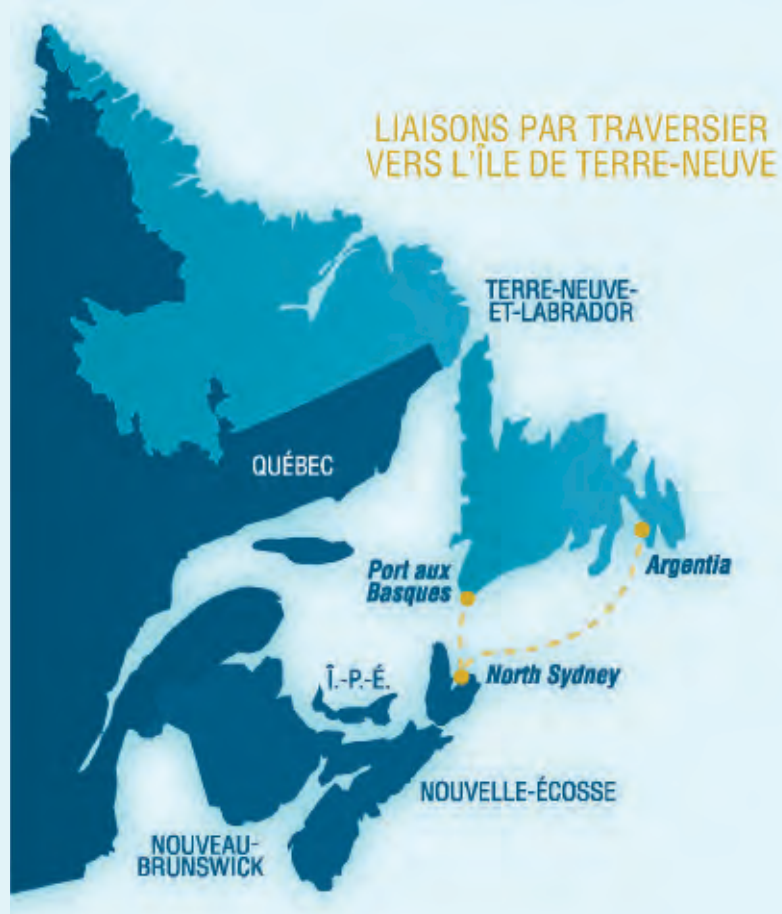 LIAISONS PAR TRAVERSIER
VERS L'ÎLE DE TERRE-NEUVE
TERRE-NEUVE-
ET-LABRADOR
QUÉBEC
Port aux
Basques
Argentia
Î.-P.-É.
North Sydney
NOUVELLE-ÉCOSSE
NOUVEAU-
BRUNSWICK